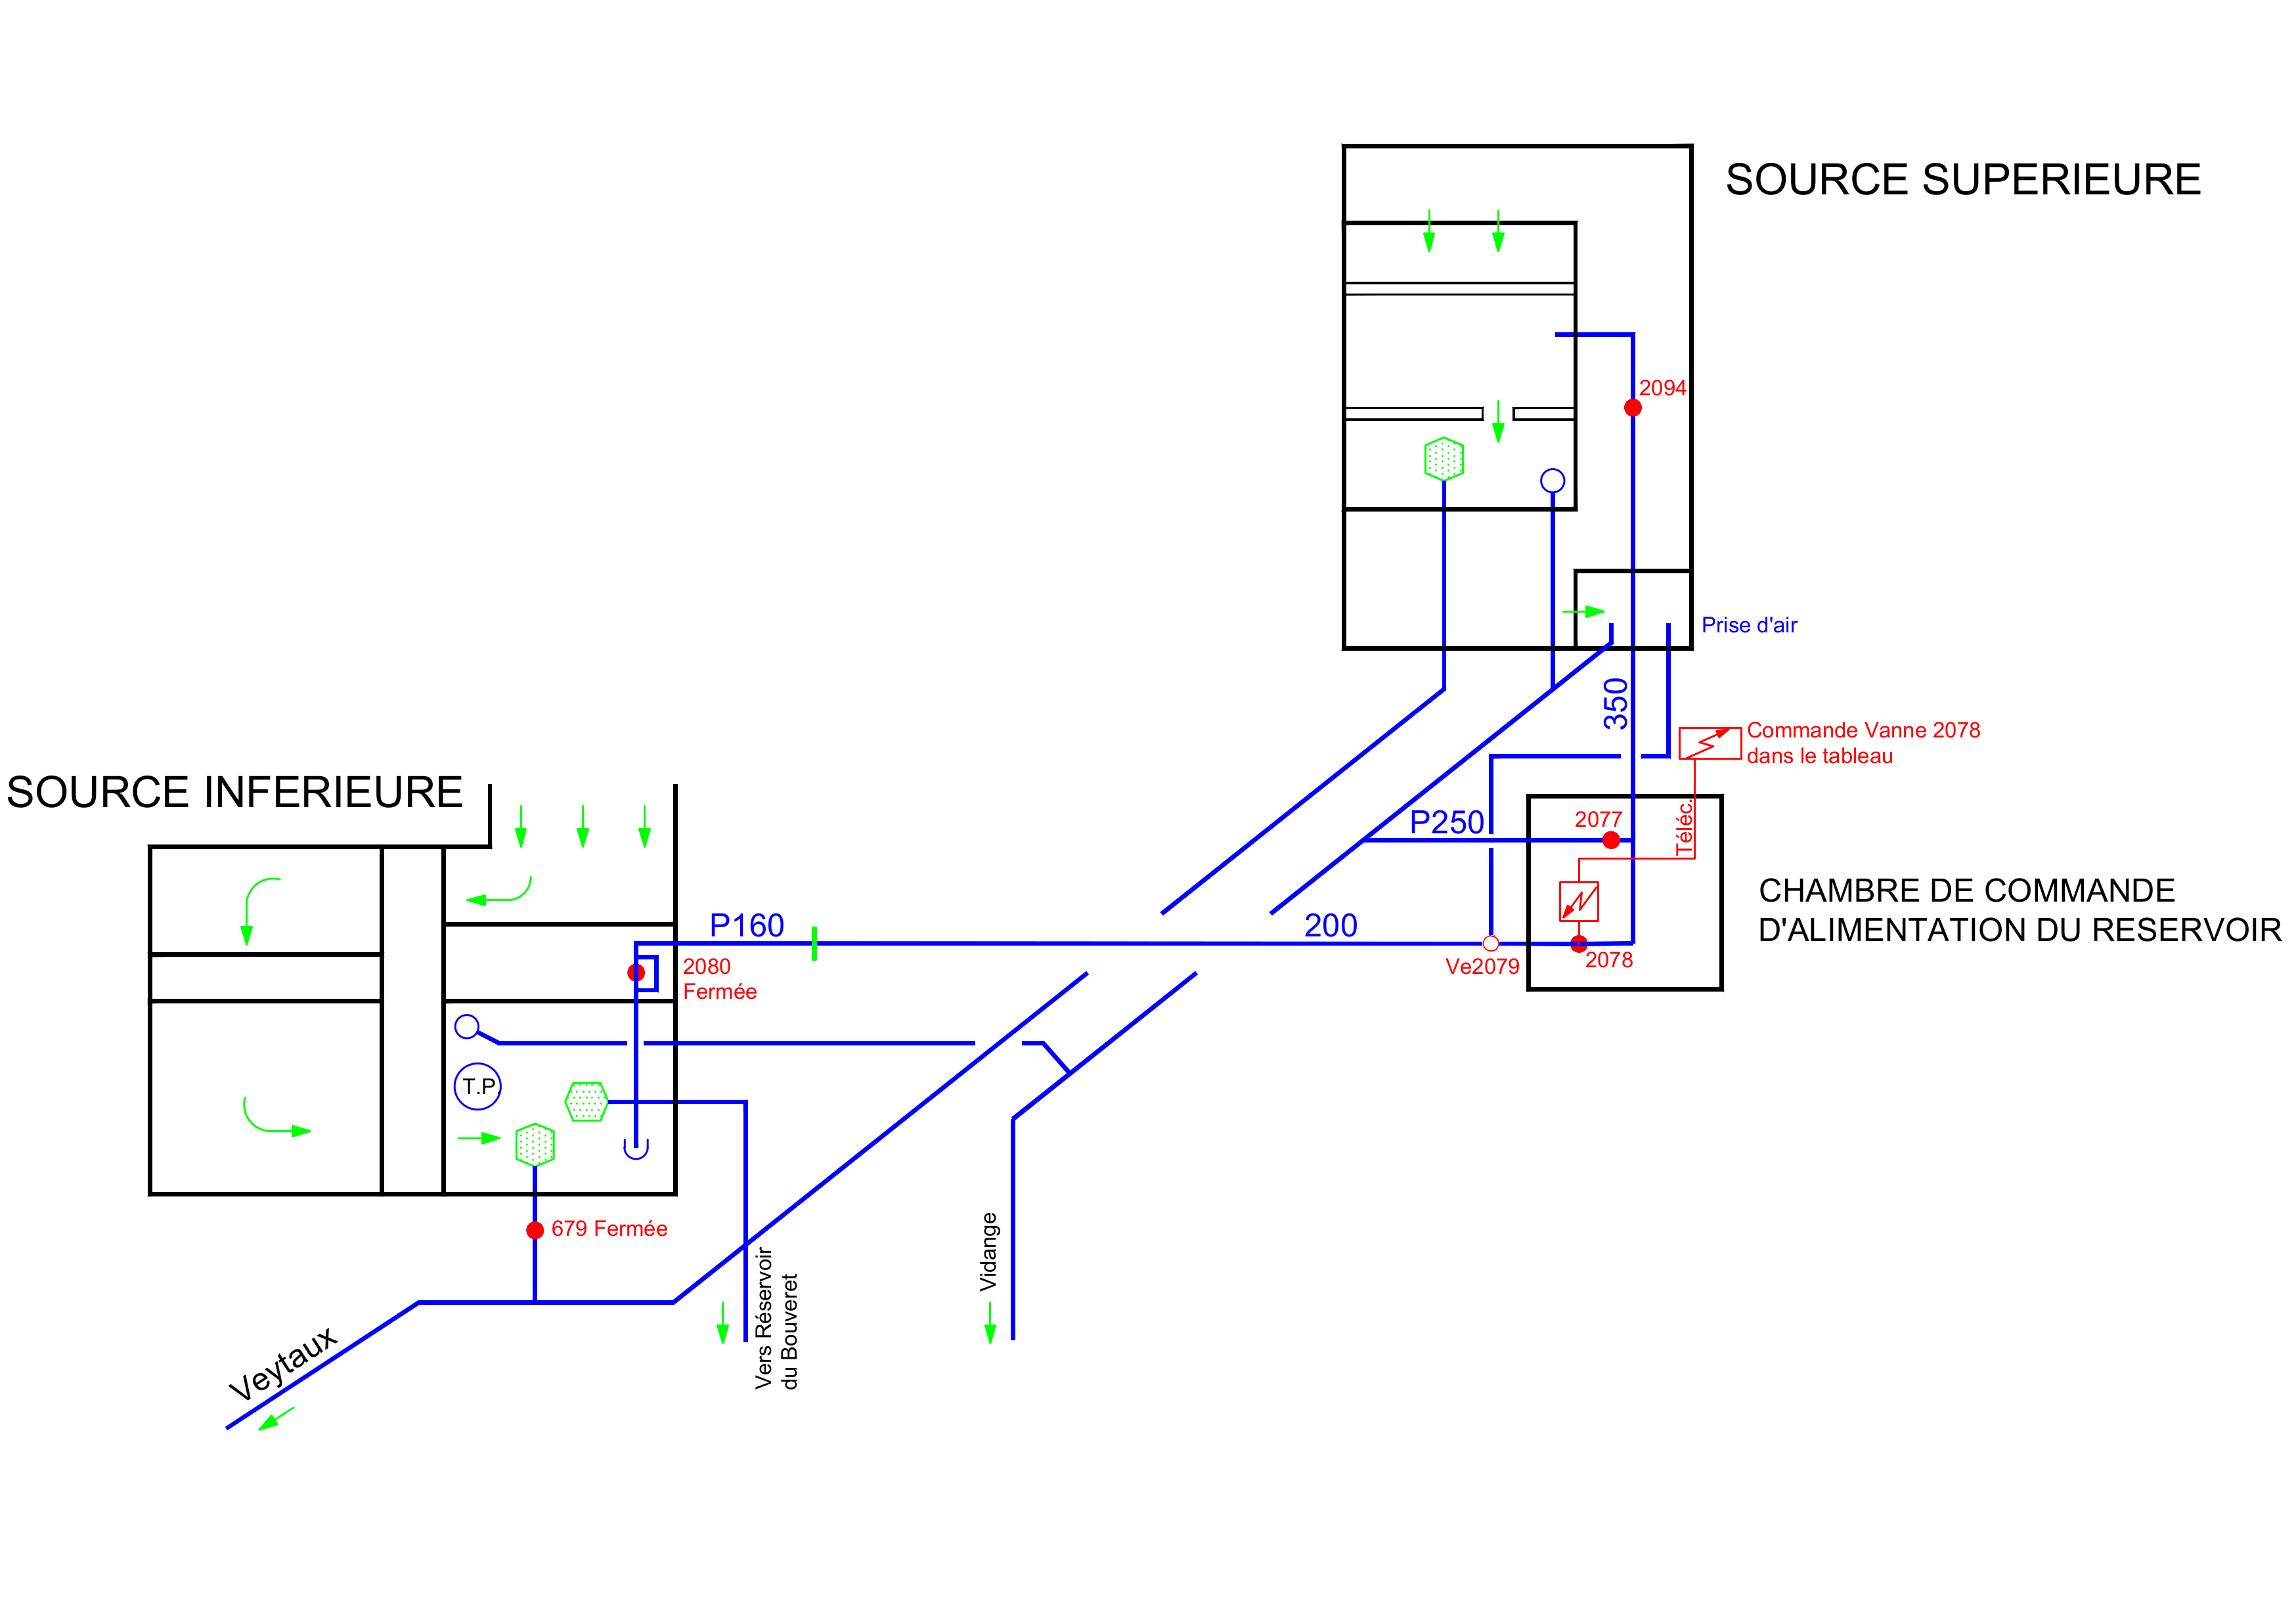 SOURCE SUPERIEURE
2094
Prise d'air
350
Commande Vanne 2078
dans le tableau
SOURCE INFERIEURE
P250
2077
Téléc.
CHAMBRE DE COMMANDE
D'ALIMENTATION DU RESERVOIR
P160
200
2080
Fermée
Ve2079
2078
T.P.
679 Fermée
Vidange
Vers Réservoir
du Bouveret
Veytaux